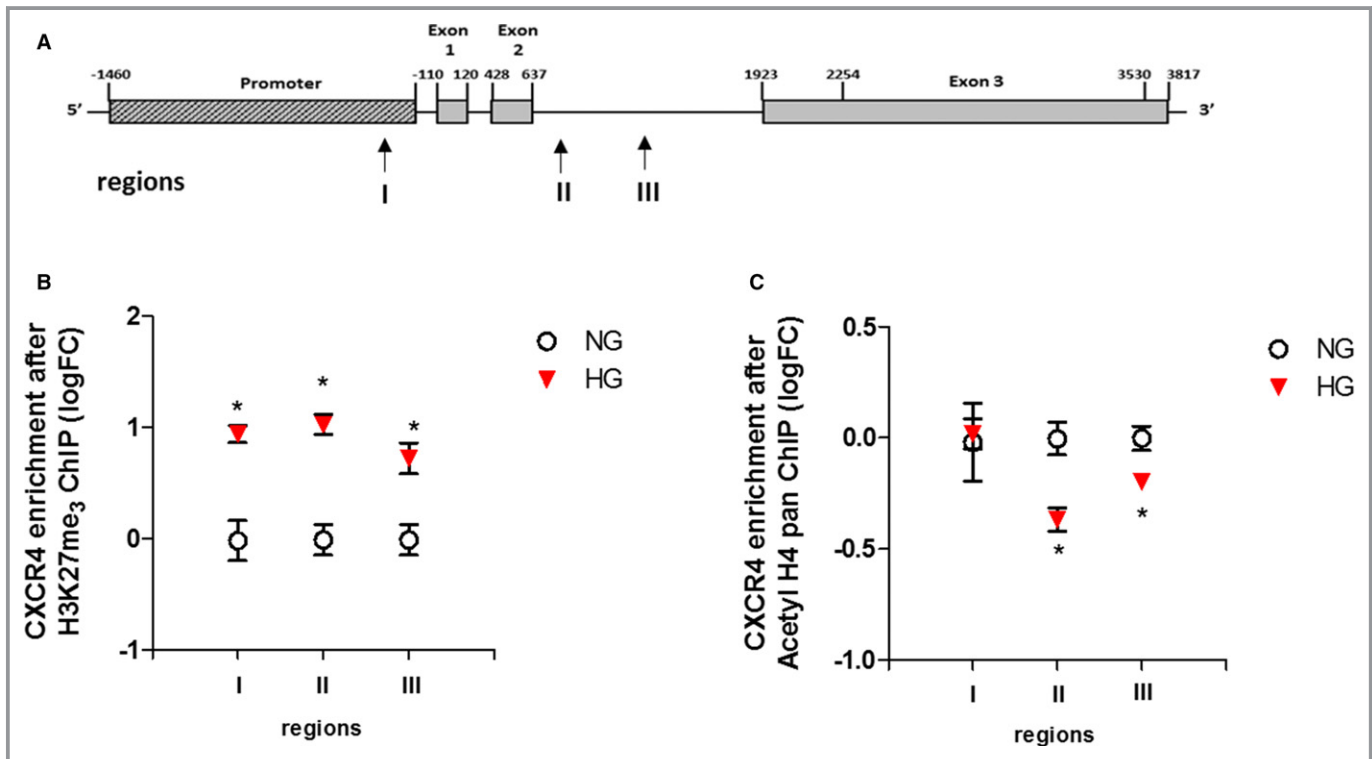 A
Exon
1
Exon
2
-1460
Promoter
-110 120 428 637
1923
2254
Exon 3
3530
3817
5’
3’
regions
I
II
III
B
CXCR4 enrichment after
H3K27me3 ChIP (logFC)
2
1
0
-1
*
*
*
I
II
III
regions
NG
HG
C
CXCR4 enrichment after
Acetyl H4 pan ChIP (logFC)
0.5
0.0
-0.5
-1.0
*
*
I
II
III
regions
NG
HG